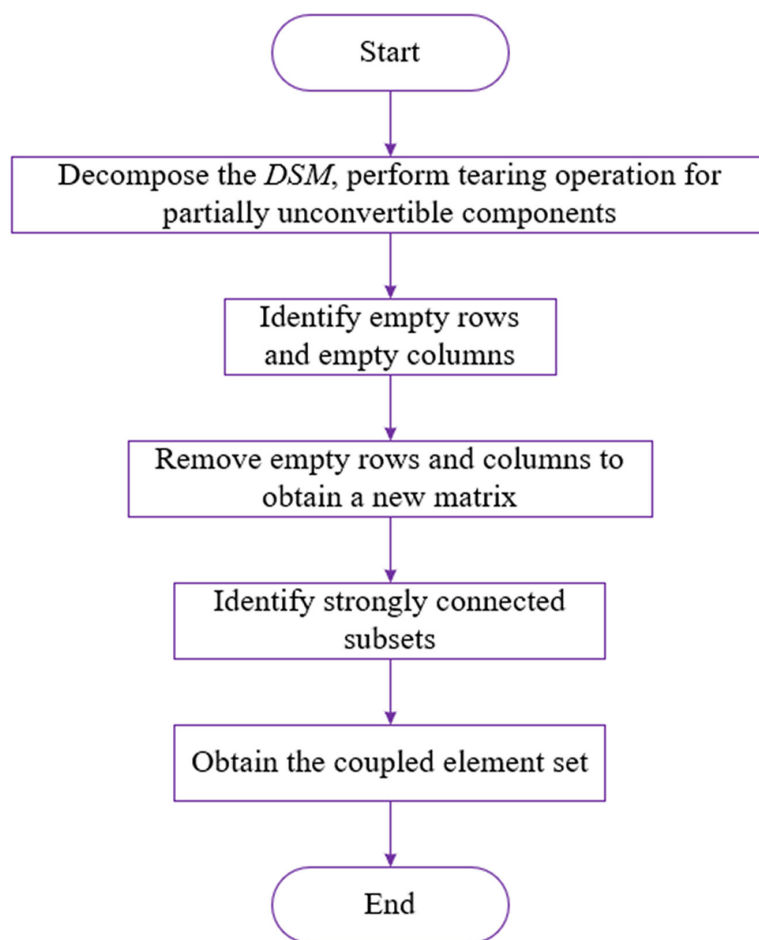 Start
Decompose the DSM, perform tearing operation for
partially unconvertible components
Identify empty rows
and empty columns
Remove empty rows and columns to
obtain a new matrix
Identify strongly connected
subsets
Obtain the coupled element set
End